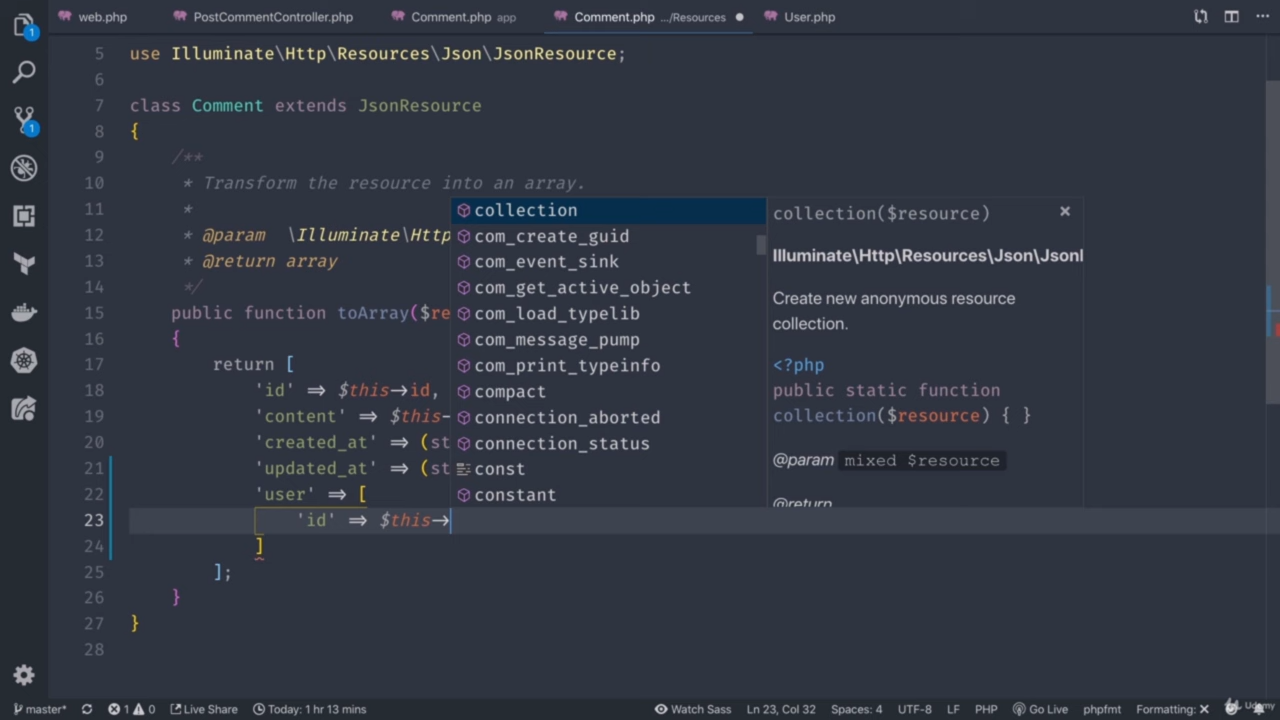 web.php PostCommentController.php Comment.php app Comment.php .../Resources User.php
5 use Illuminate\Http\Resources\Json\JsonResource;
6
7 class Comment extends JsonResource
8 {
9 /**
10 * Transform the resource into an array.
11 *
12 * @param \Illuminate\Http
13 * @return array
14 */
15 public function toArray($re
16 {
17 return [
18 'id' => $this->id,
19 'content' => $this-
20 'created_at' => (st
21 'updated_at' => (st
22 'user' => [
23 'id' => $this->
24 ]
25 ];
26 }
27 }
28
collection
com_create_guid
com_event_sink
com_get_active_object
com_load_typelib
com_message_pump
com_print_typeinfo
compact
connection_aborted
connection_status
const
constant
collection($resource)
Illuminate\Http\Resources\Json\Json
Create new anonymous resource
collection.
<?php
public static function
collection($resource) { }
@param mixed $resource
@return
1
1
master* 1 0 Live Share Today: 1 hr 13 mins Watch Sass Ln 23, Col 32 Spaces: 4 UTF-8 LF PHP Go Live phpfmt Formatting: ×
Udemy